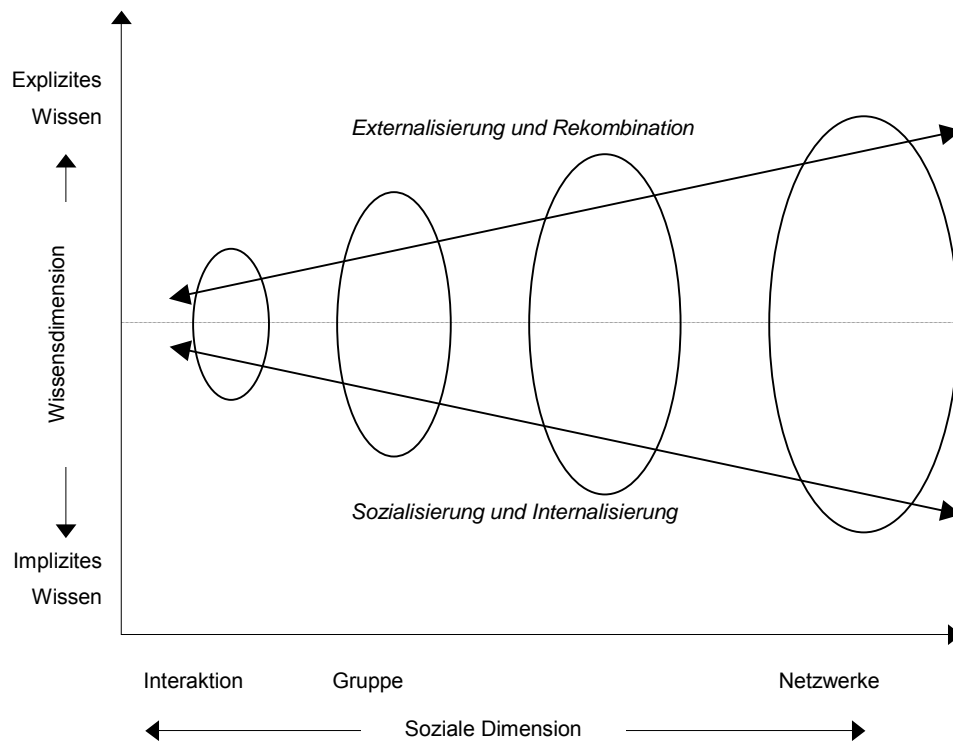 Explizites
Wissen
Externalisierung und Rekombination
Wissensdimension
Sozialisierung und Internalisierung
Implizites
Wissen
Interaktion
Gruppe
Netzwerke
Soziale Dimension